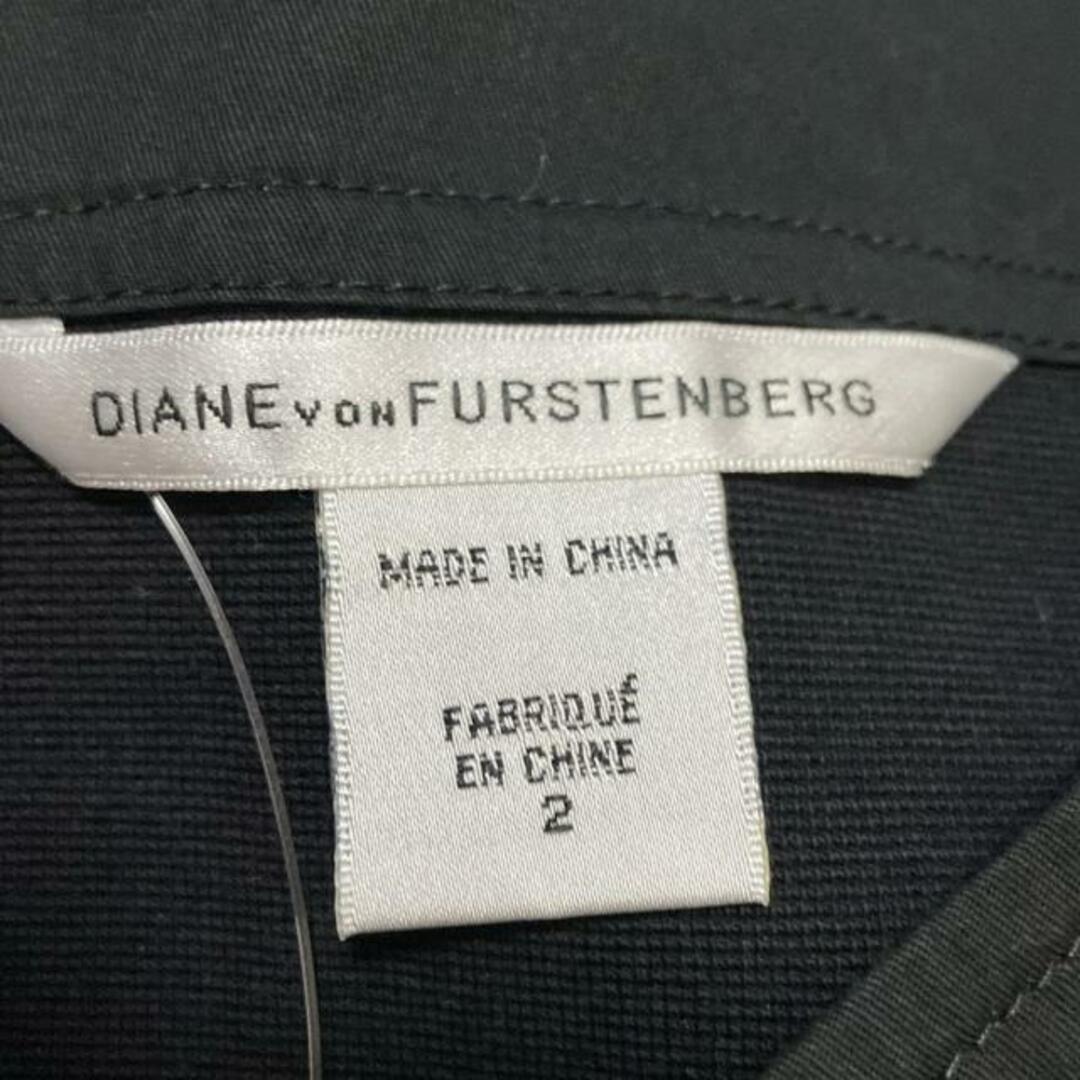 DIANE VON FURSTENBERG
MADE IN CHINA
FABRIQUÉ
EN CHINE
2